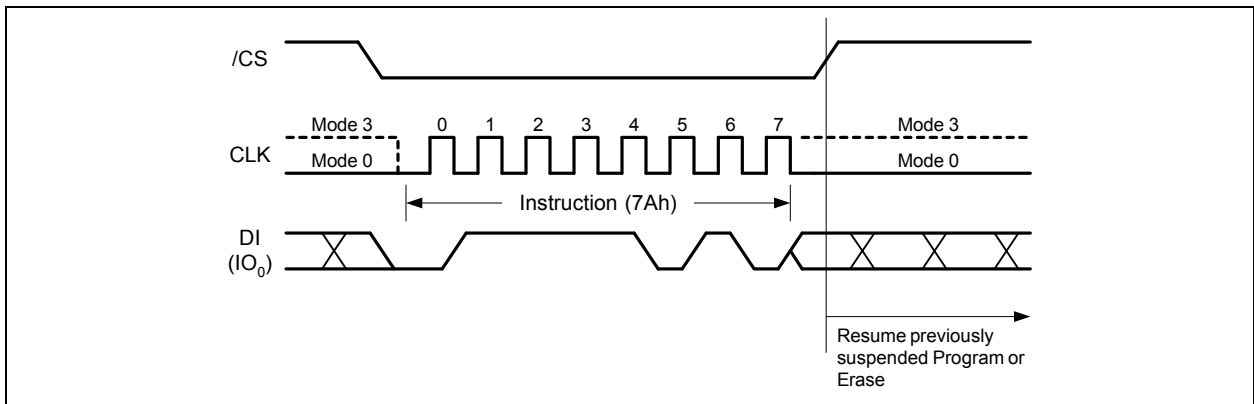 /CS
Mode 3
0 1 2 3 4 5 6 7
Mode 3
CLK
Mode 0
Mode 0
Instruction (7Ah)
DI
(IO0)
Resume previously
suspended Program or
Erase